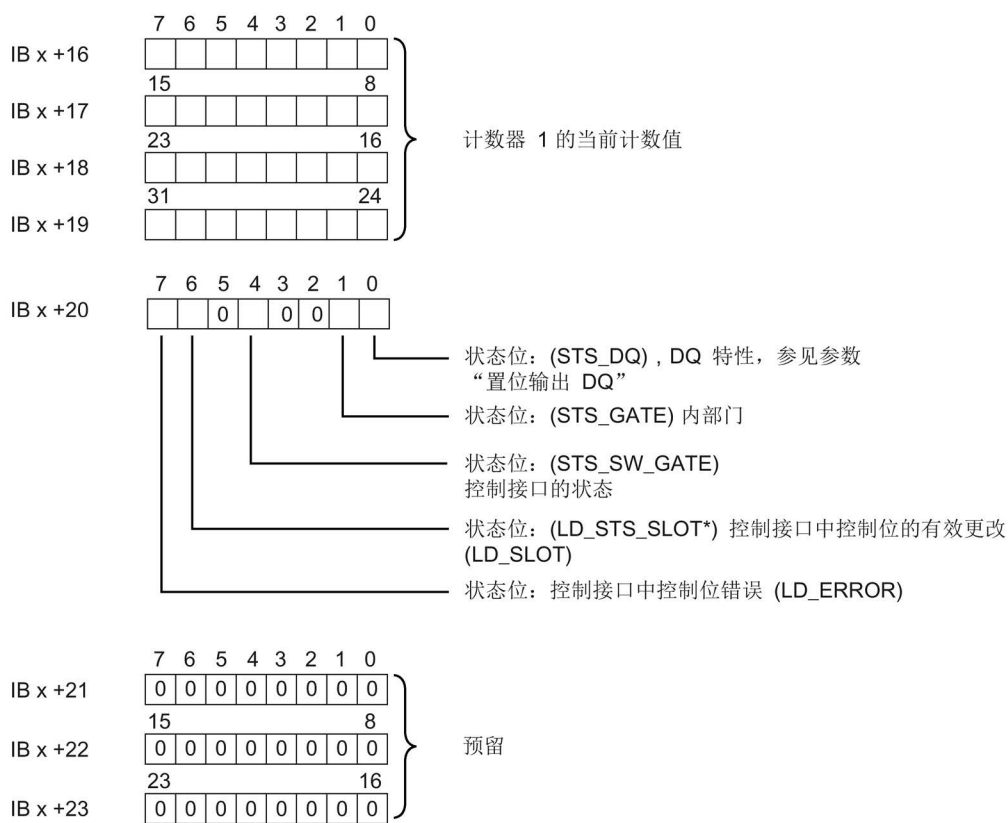 7 6 5 4 3 2 1 0
IB x +16
15 8
IB x +17
23 16
计数器 1 的当前计数值
IB x +18
31 24
IB x +19
7 6 5 4 3 2 1 0
IB x +20 0 0 0
状态位：(STS_DQ) , DQ 特性，参见参数
“置位输出 DQ”
状态位：(STS_GATE) 内部门
状态位：(STS_SW_GATE)
控制接口的状态
状态位：(LD_STS_SLOT*) 控制接口中控制位的有效更改
(LD_SLOT)
状态位：控制接口中控制位错误 (LD_ERROR)
7 6 5 4 3 2 1 0
IB x +21 0 0 0 0 0 0 0 0
15 8
IB x +22 0 0 0 0 0 0 0 0
预留
23 16
IB x +23 0 0 0 0 0 0 0 0